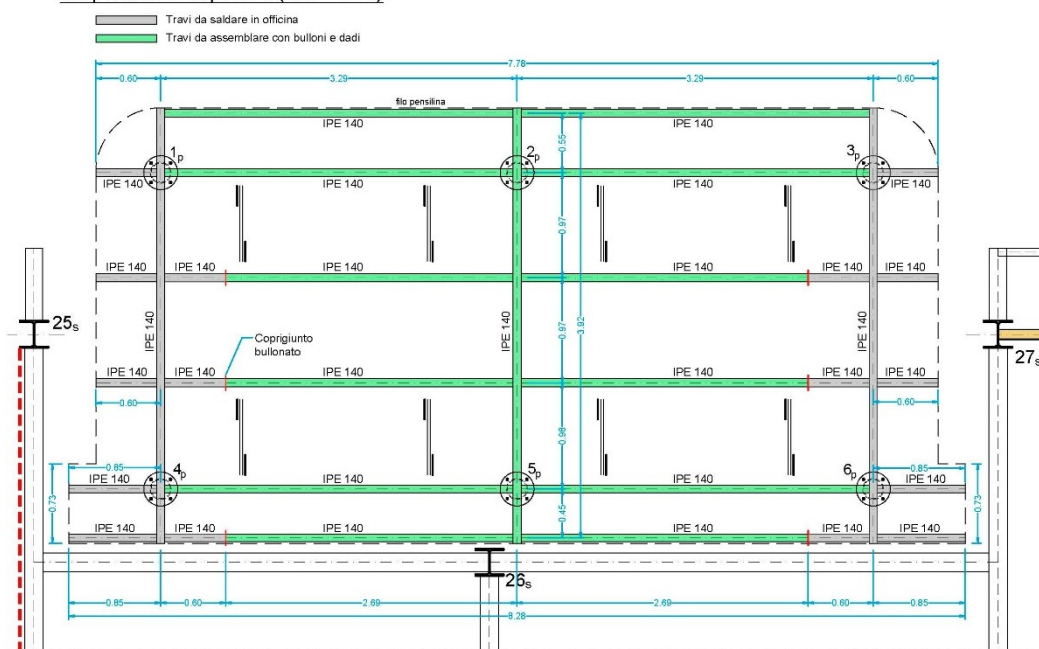 Travi da saldare in officina
Travi da assemblare con bulloni e dadi
7.78
0.60 3.29 3.29 0.60
filo pensilina
IPE 140 IPE 140
0.55
1p 2p 3p
IPE 140 IPE 140 IPE 140 IPE 140
0.97
IPE 140 IPE 140 IPE 140 IPE 140 IPE 140 IPE 140
25s
IPE 140 IPE 140 IPE 140
0.97 3.92
27s
Coprigiunto
bullonato
IPE 140 IPE 140 IPE 140 IPE 140 IPE 140 IPE 140
0.60 0.60
0.98
0.85 0.85
4p 5p 6p
IPE 140 IPE 140 IPE 140 IPE 140
0.73 0.45 0.73
IPE 140 IPE 140 IPE 140 IPE 140 IPE 140 IPE 140
26s
0.85 0.60 2.69 2.69 0.60 0.85
8.28